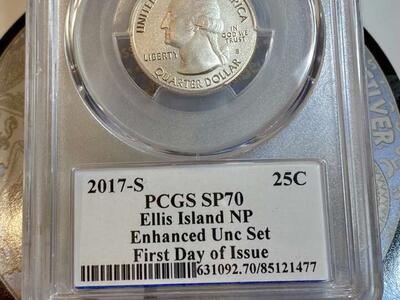 UNITED STATES OF AMERICA
LIBERTY
IN
GOD WE
TRUST
S
QUARTER DOLLAR
2017-S 25C
PCGS SP70
Ellis Island NP
Enhanced Unc Set
First Day of Issue
631092.70/85121477
SILVER